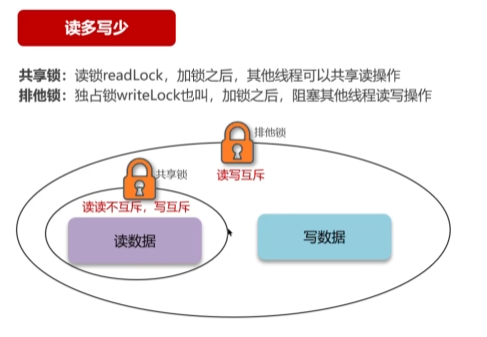 读多写少
共享锁：读锁readLock，加锁之后，其他线程可以共享读操作
排他锁：独占锁writeLock也叫，加锁之后，阻塞其他线程读写操作
排他锁
读写互斥
共享锁
读读不互斥，写互斥
读数据
写数据